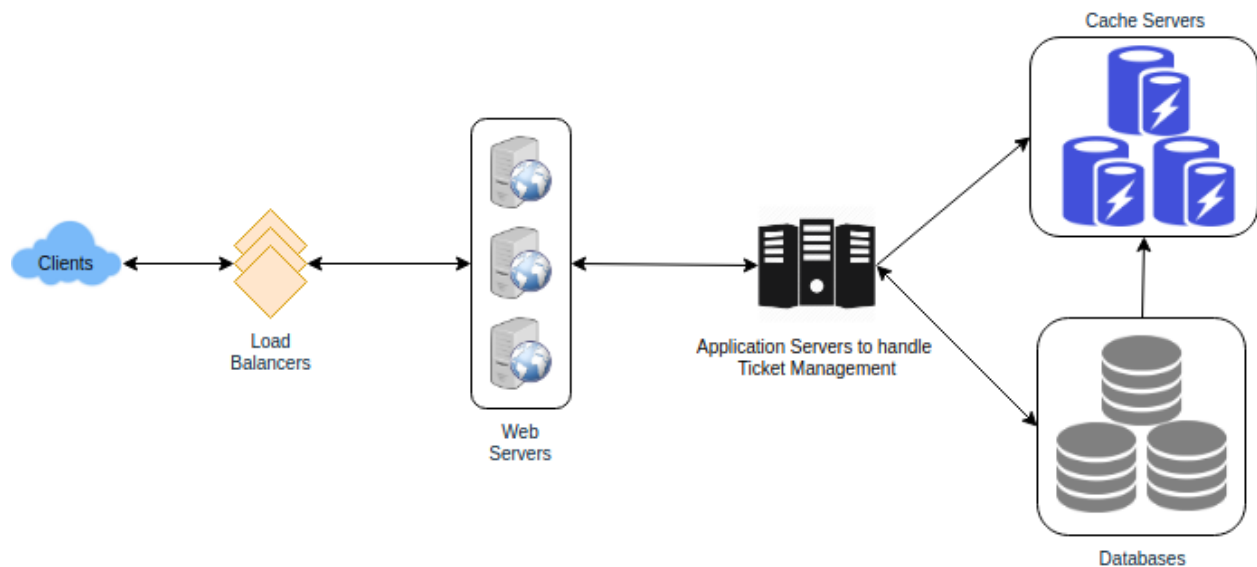 Cache Servers
Clients
Load
Balancers
Web
Servers
Application Servers to handle
Ticket Management
Databases